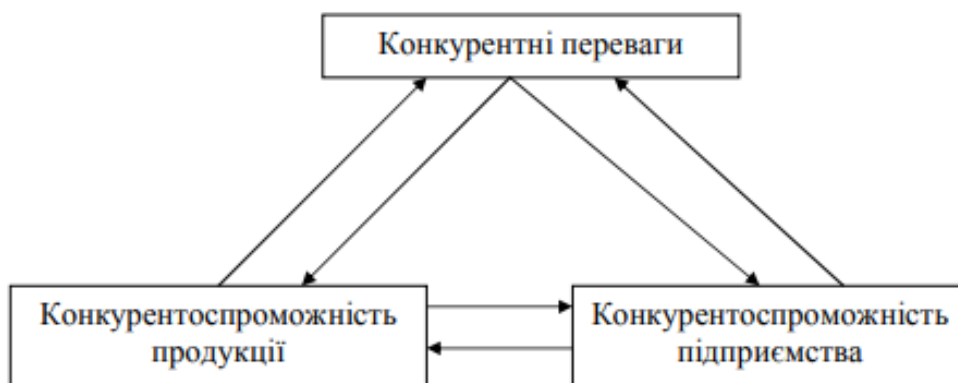 Конкурентні переваги
Конкурентоспроможність
продукції
Конкурентоспроможність
підприємства